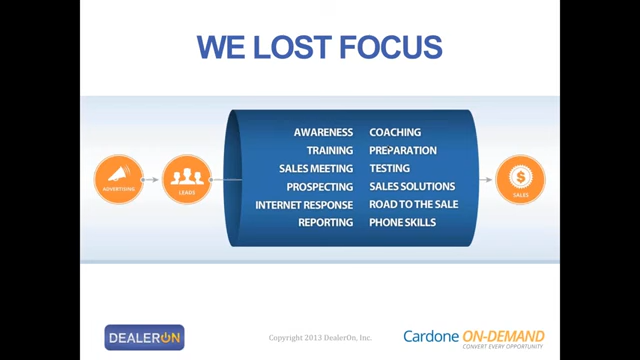 WE LOST FOCUS
ADVERTISING
LEADS
AWARENESS COACHING
TRAINING PREPARATION
SALES MEETING TESTING
PROSPECTING SALES SOLUTIONS
INTERNET RESPONSE ROAD TO THE SALE
REPORTING PHONE SKILLS
$
SALES
DEALERON
Copyright 2013 DealerOn, Inc.
Cardone ON-DEMAND
CONVERT EVERY OPPORTUNITY